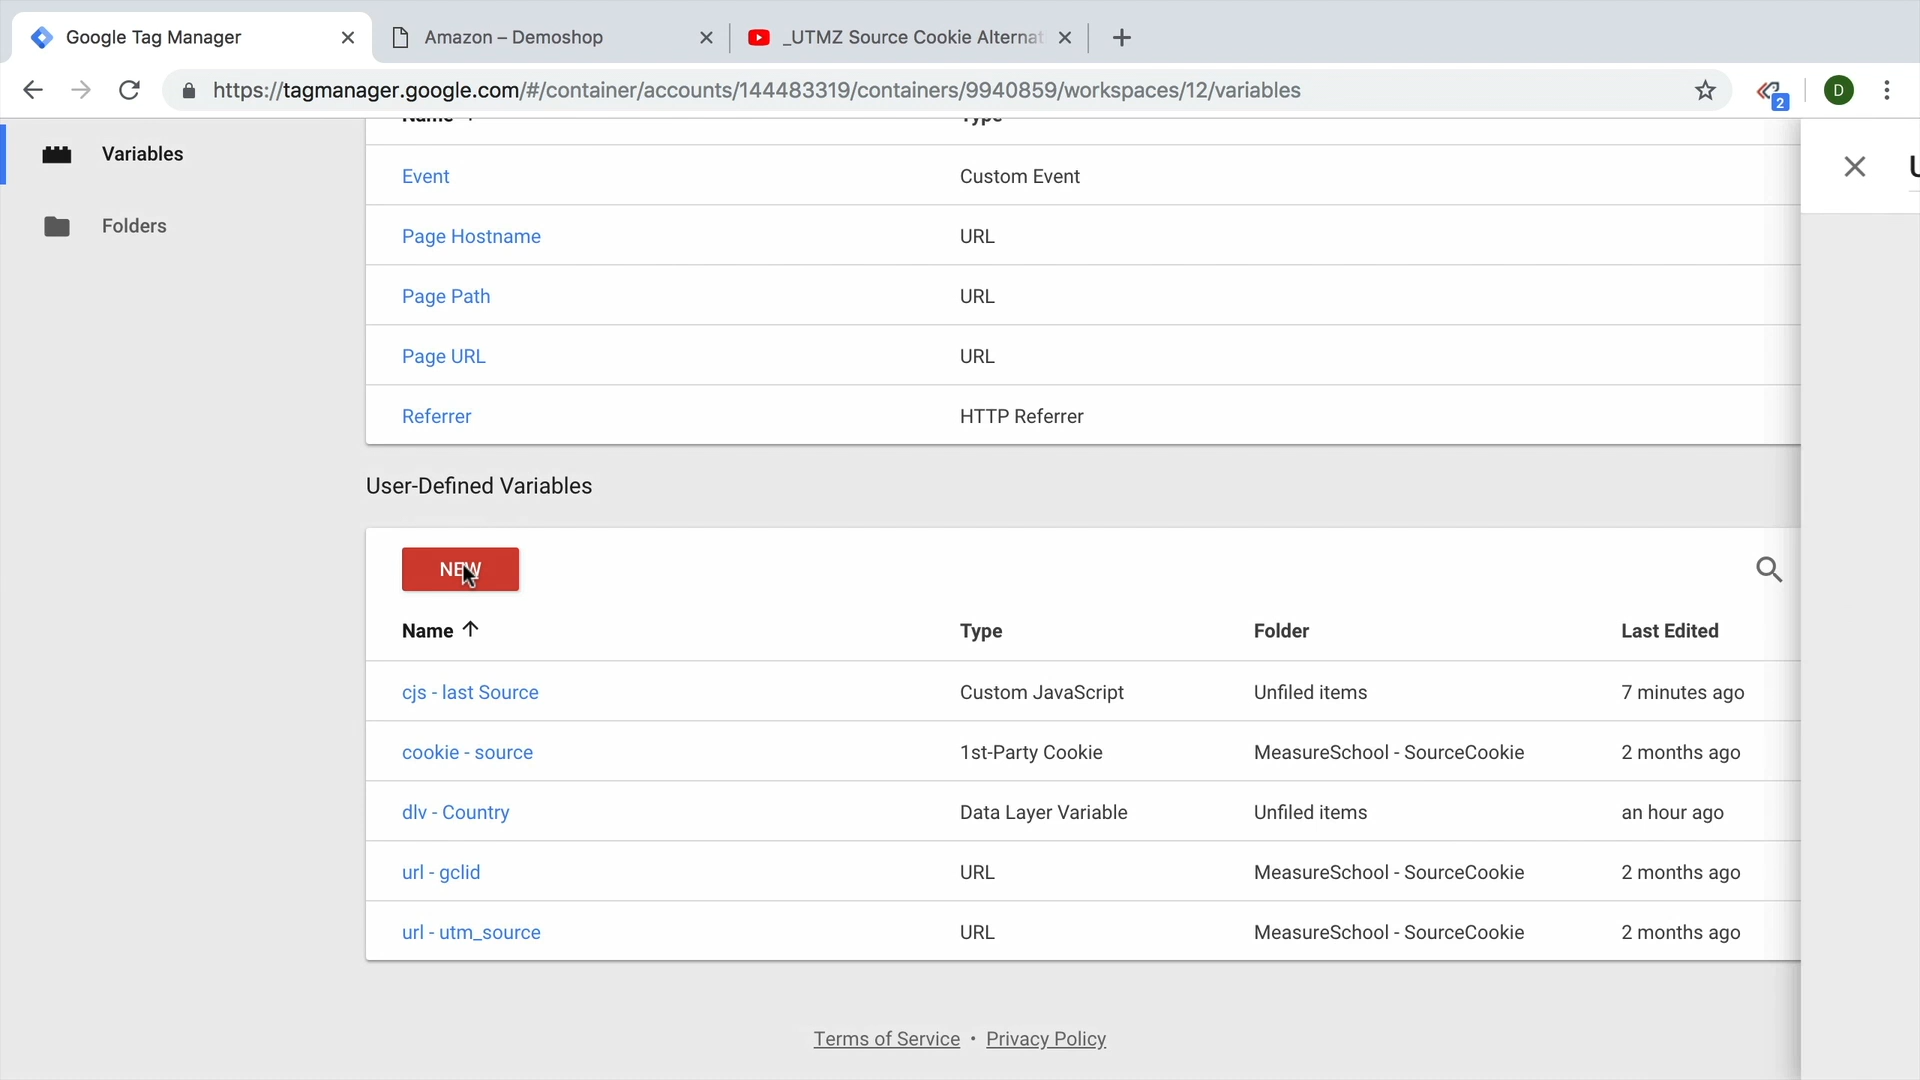 Google Tag Manager
Amazon – Demoshop
_UTMZ Source Cookie Alternat
https://tagmanager.google.com/#/container/accounts/144483319/containers/9940859/workspaces/12/variables
2
D
Variables
Folders
Name Type
Event Custom Event
Page Hostname URL
Page Path URL
Page URL URL
Referrer HTTP Referrer
User-Defined Variables
NEW
Name Type Folder Last Edited
cjs - last Source Custom JavaScript Unfiled items 7 minutes ago
cookie - source 1st-Party Cookie MeasureSchool - SourceCookie 2 months ago
dlv - Country Data Layer Variable Unfiled items an hour ago
url - gclid URL MeasureSchool - SourceCookie 2 months ago
url - utm_source URL MeasureSchool - SourceCookie 2 months ago
Terms of Service • Privacy Policy